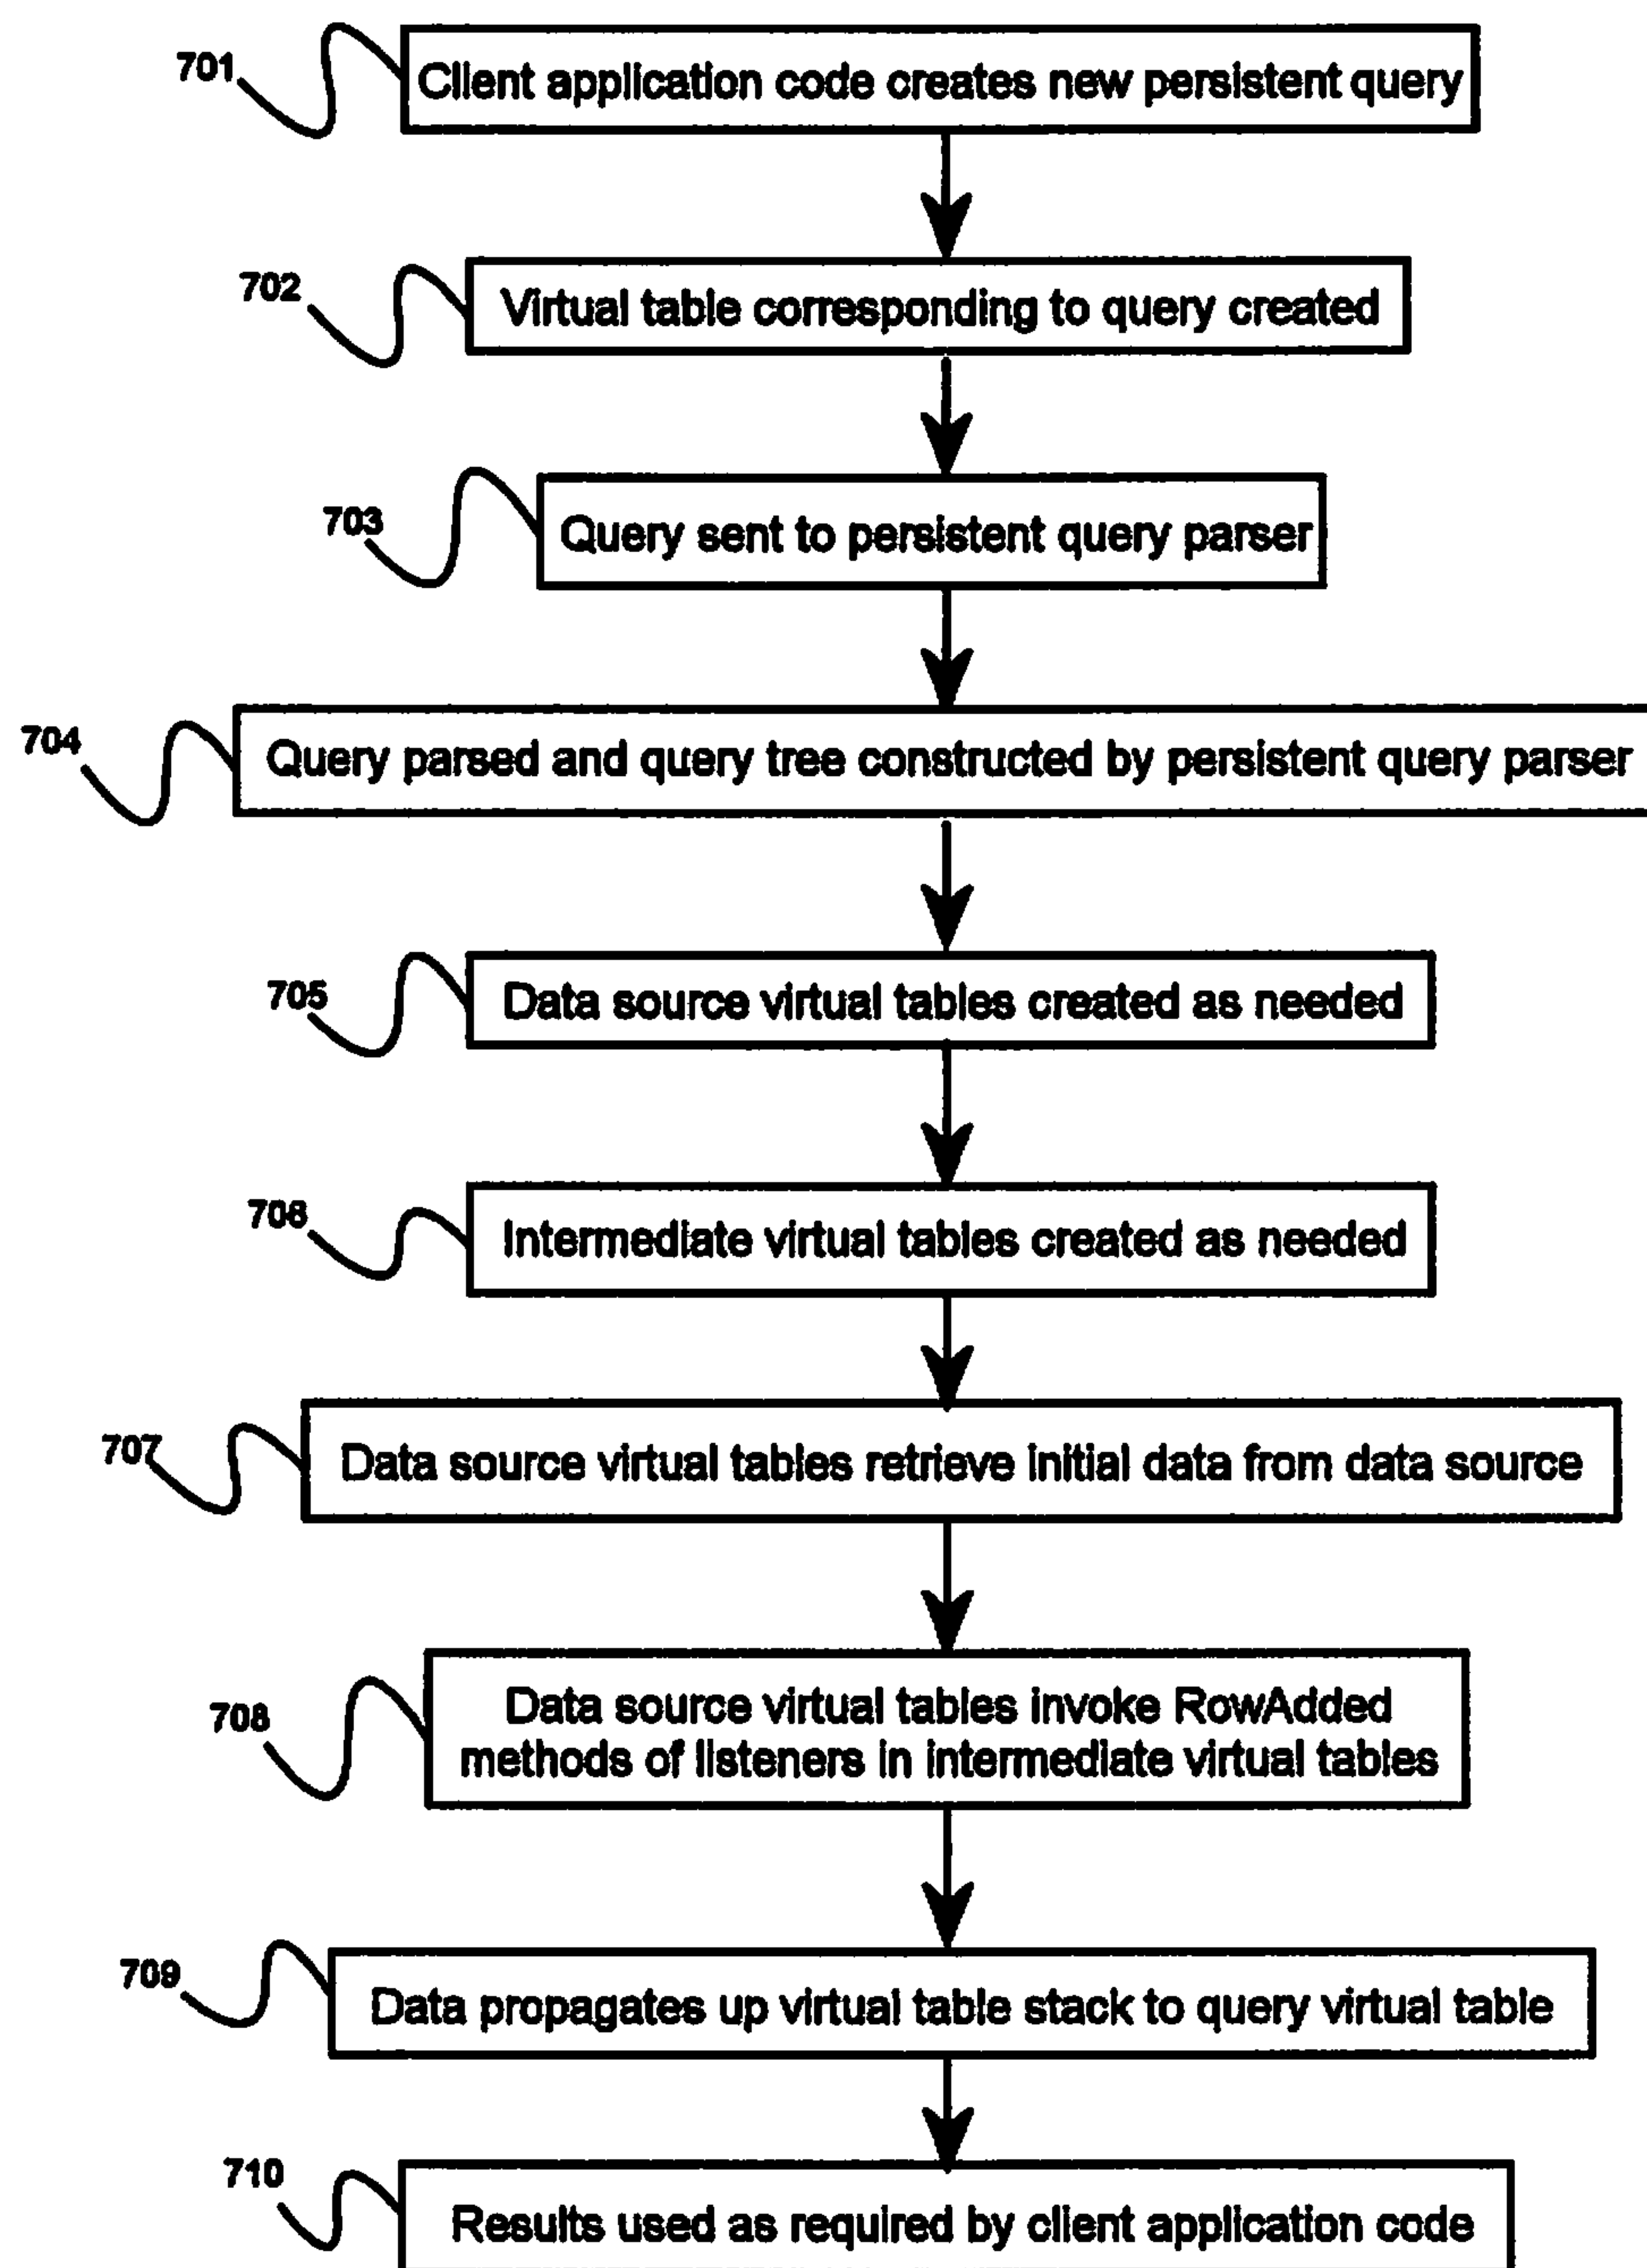 701
Client application code creates new persistent query
702
Virtual table corresponding to query created
703
Query sent to persistent query parser
704
Query parsed and query tree constructed by persistent query parser
705
Data source virtual tables created as needed
706
Intermediate virtual tables created as needed
707
Data source virtual tables retrieve initial data from data source
708
Data source virtual tables invoke RowAdded
methods of listeners in intermediate virtual tables
709
Data propagates up virtual table stack to query virtual table
710
Results used as required by client application code